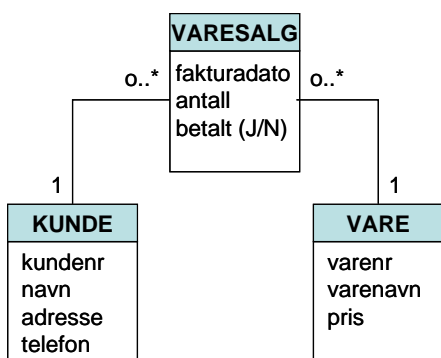 VARESALG
fakturadato
antall
betalt (J/N)
o..*
o..*
1
1
KUNDE
kundenr
navn
adresse
telefon
VARE
varenr
varenavn
pris